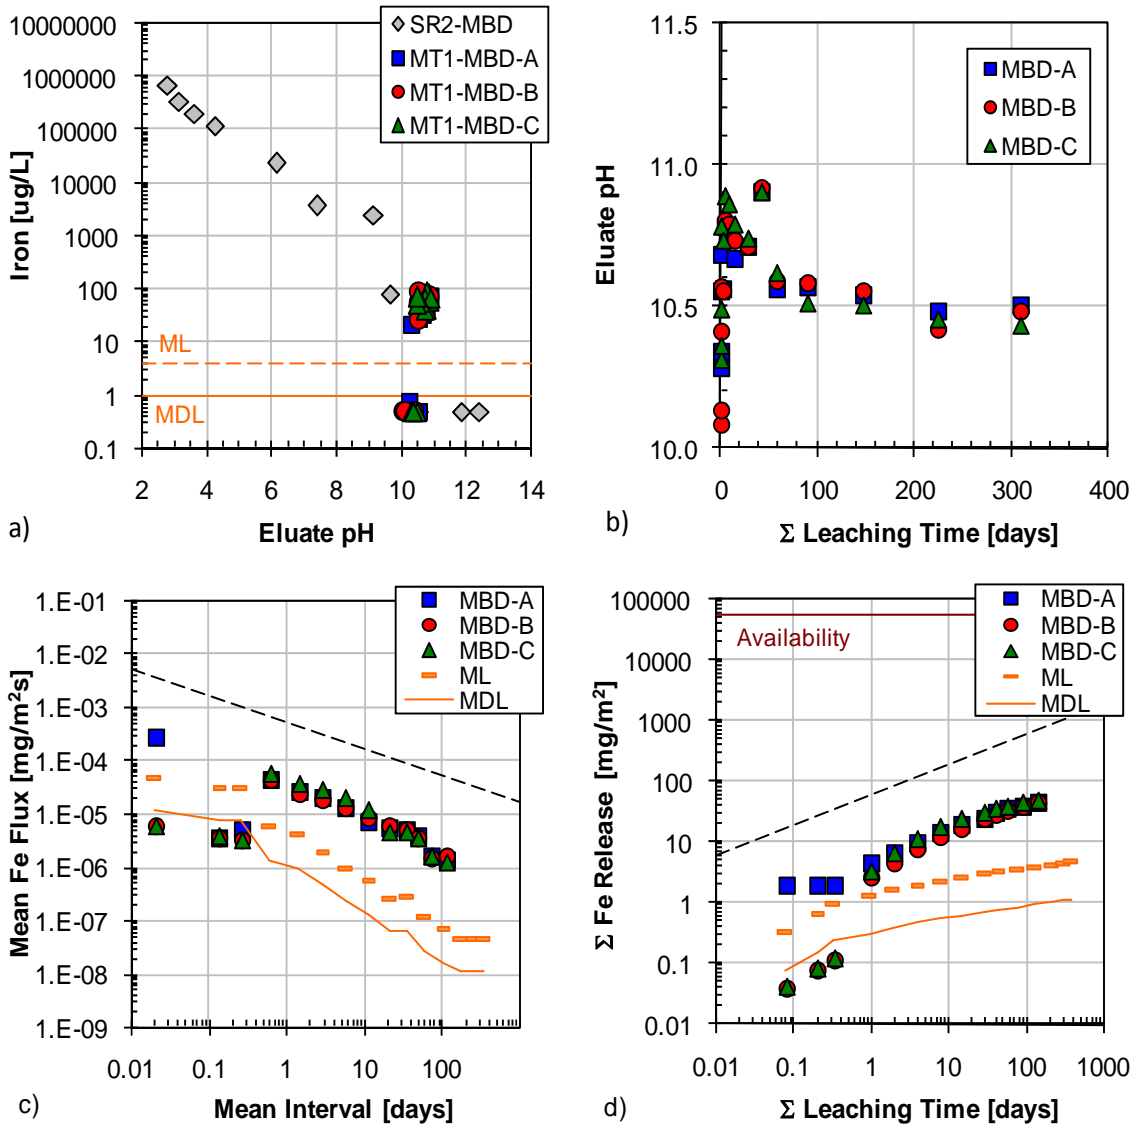 10000000
1000000
100000
10000
1000
100
10
1
0.1
Iron [ug/L]
SR2-MBD
MT1-MBD-A
MT1-MBD-B
MT1-MBD-C
ML
MDL
2 4 6 8 10 12 14
Eluate pH
a)
11.5
11.0
10.5
10.0
Eluate pH
MBD-A
MBD-B
MBD-C
0 100 200 300 400
Σ Leaching Time [days]
b)
1.E-01
1.E-02
1.E-03
1.E-04
1.E-05
1.E-06
1.E-07
1.E-08
1.E-09
Mean Fe Flux [mg/m²s]
MBD-A
MBD-B
MBD-C
ML
MDL
0.01 0.1 1 10 100
Mean Interval [days]
c)
100000
10000
1000
100
10
1
0.1
0.01
Σ Fe Release [mg/m²]
MBD-A
MBD-B
MBD-C
ML
MDL
Availability
0.01 0.1 1 10 100 1000
Σ Leaching Time [days]
d)